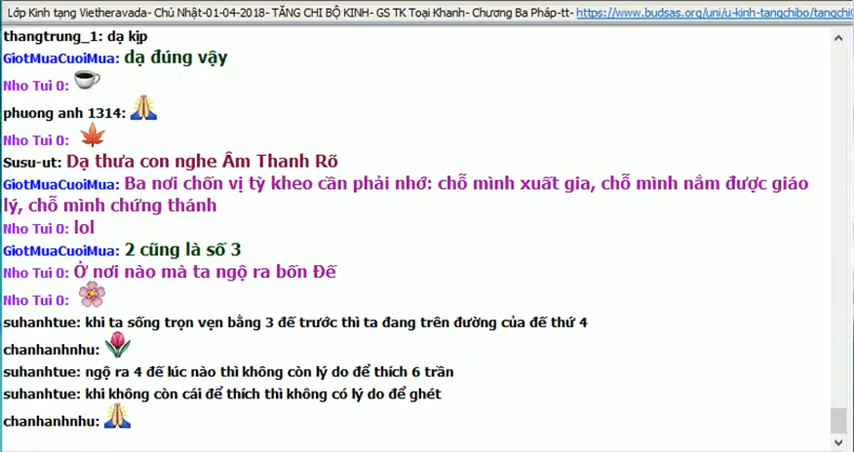 Lớp Kinh tạng Vietheravada- Chủ Nhật-01-04-2018- TĂNG CHI BỘ KINH- GS TK Toại Khanh- Chương Ba Pháp-tt- https://www.budsas.org/uni/u-kinh-tangchibo/tangchi0
thangtrung_1: dạ kịp
GiotMuaCuoiMua: dạ đúng vậy
Nho Tui 0:
phuong anh 1314:
Nho Tui 0:
Susu-ut: Dạ thưa con nghe Âm Thanh Rõ
GiotMuaCuoiMua: Ba nơi chốn vị tỳ kheo cần phải nhớ: chỗ mình xuất gia, chỗ mình nắm được giáo
lý, chỗ mình chứng thánh
Nho Tui 0: lol
GiotMuaCuoiMua: 2 cũng là số 3
Nho Tui 0: Ở nơi nào mà ta ngộ ra bốn Đế
Nho Tui 0:
suhanhtue: khi ta sống trọn vẹn bằng 3 đế trước thì ta đang trên đường của đế thứ 4
chanhanhnhu:
suhanhtue: ngộ ra 4 đế lúc nào thì không còn lý do để thích 6 trần
suhanhtue: khi không còn cái để thích thì không có lý do để ghét
chanhanhnhu: